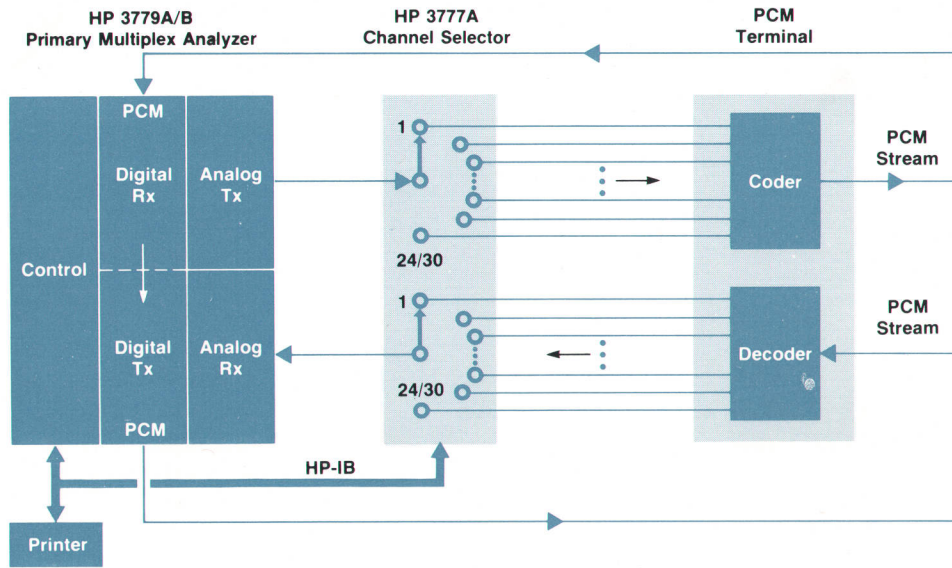 HP 3779A/B
Primary Multiplex Analyzer
HP 3777A
Channel Selector
PCM
Terminal
PCM
Digital
Rx
Analog
Tx
Control
Digital
Tx
Analog
Rx
PCM
1
24/30
1
24/30
Coder
Decoder
PCM
Stream
PCM
Stream
HP-IB
Printer